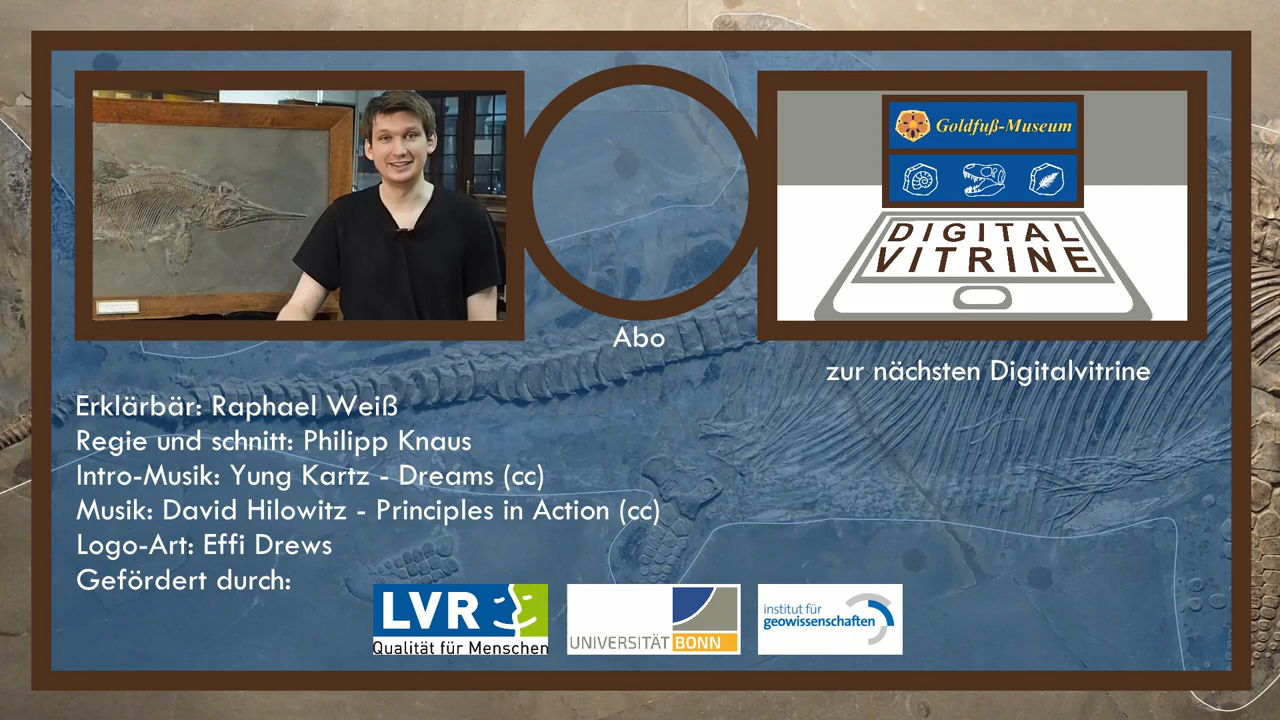 Goldfuß-Museum
DIGITAL
VITRINE
Abo
zur nächsten Digitalvitrine
Erklärbär: Raphael Weiß
Regie und schnitt: Philipp Knaus
Intro-Musik: Yung Kartz - Dreams (cc)
Musik: David Hilowitz - Principles in Action (cc)
Logo-Art: Effi Drews
Gefördert durch:
LVR
Qualität für Menschen
UNIVERSITÄT BONN
institut für
geowissenschaften